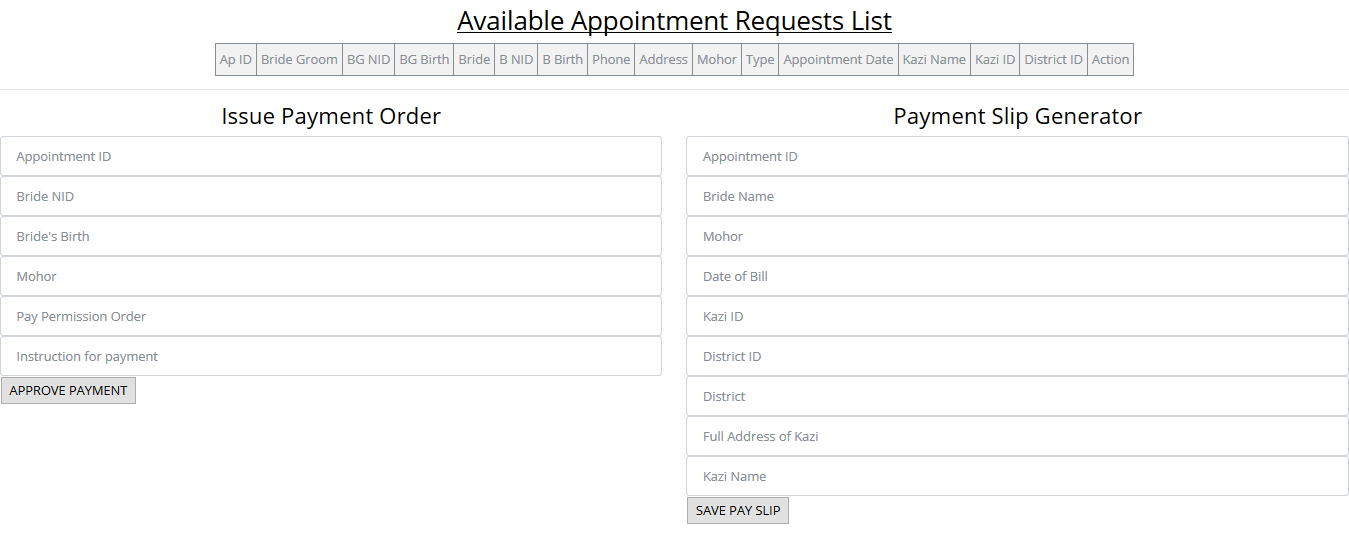 Available Appointment Requests List
Ap ID Bride Groom BG NID BG Birth Bride B NID B Birth Phone Address Mohor Type Appointment Date Kazi Name Kazi ID District ID Action
Issue Payment Order
Appointment ID
Bride NID
Bride's Birth
Mohor
Pay Permission Order
Instruction for payment
APPROVE PAYMENT
Payment Slip Generator
Appointment ID
Bride Name
Mohor
Date of Bill
Kazi ID
District ID
District
Full Address of Kazi
Kazi Name
SAVE PAY SLIP